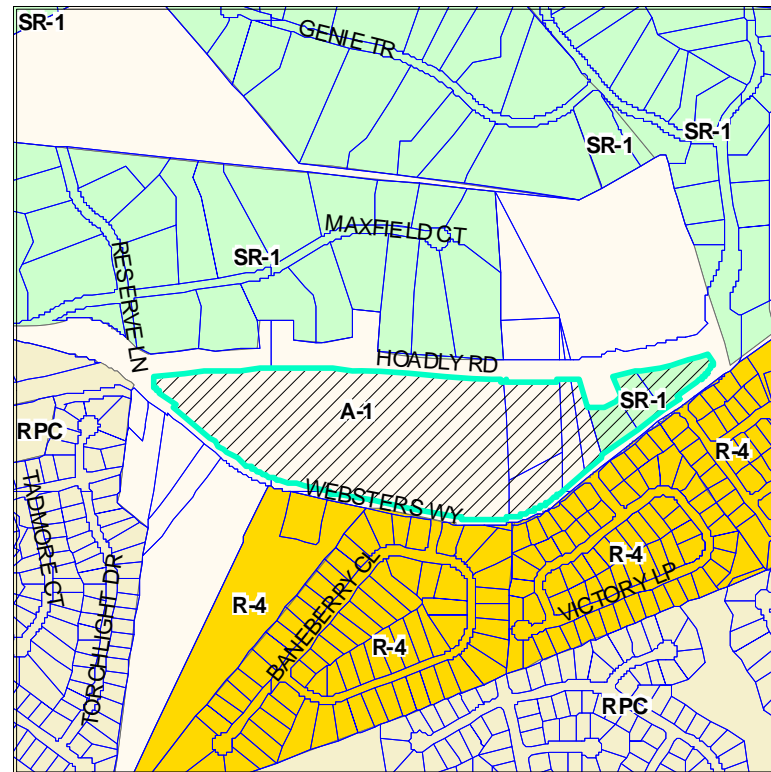 SR-1
GENIE TR
SR-1
SR-1
MAXFIELD CT
SR-1
RESERVE LN
HOADLY RD
SR-1
A-1
RPC
R-4
TADMORE CT
WEBSTERS WY
R-4
TORCHLIGHT DR
BANEBERRY CL
VICTORY LP
R-4
R-4
RPC